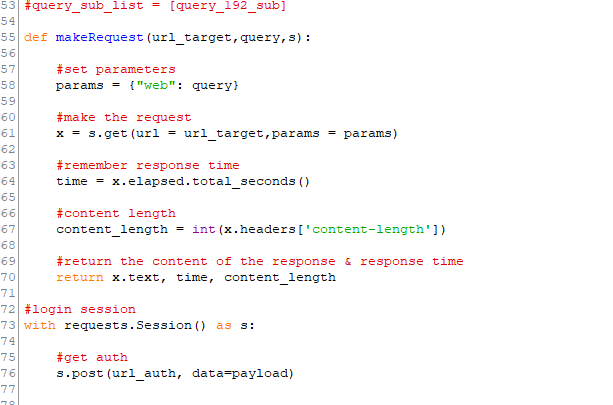 53 #query_sub_list = [query_192_sub]
54
55 def makeRequest(url_target,query,s):
56
57     #set parameters
58     params = {"web": query}
59
60     #make the request
61     x = s.get(url = url_target,params = params)
62
63     #remember response time
64     time = x.elapsed.total_seconds()
65
66     #content length
67     content_length = int(x.headers['content-length'])
68
69     #return the content of the response & response time
70     return x.text, time, content_length
71
72 #login session
73 with requests.Session() as s:
74
75     #get auth
76     s.post(url_auth, data=payload)
77